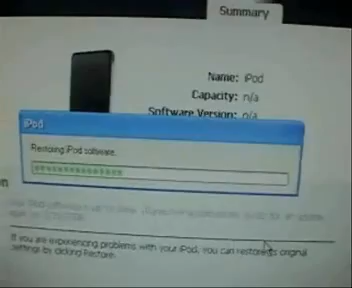 Summary
Name: iPod
Capacity: n/a
Software Version: n/a
iPod
Restoring iPod software.
If you are experiencing problems with your iPod, you can restore its original
settings by clicking Restore.